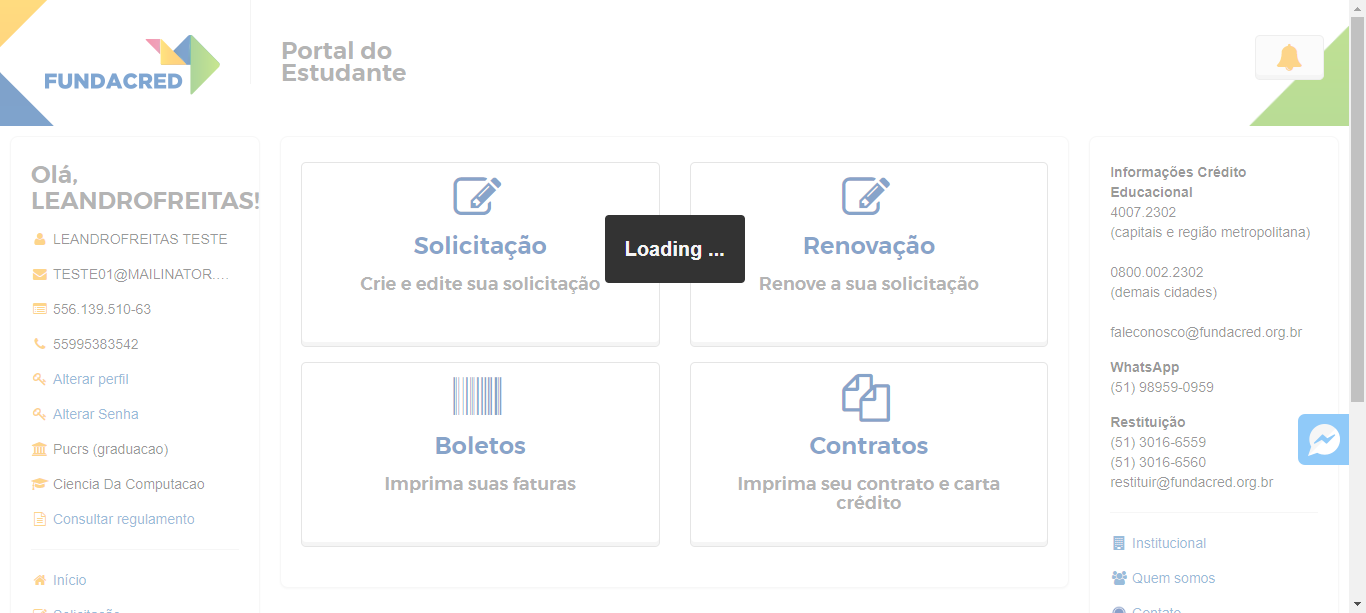 FUNDACRED
Portal do
Estudante
Olá,
LEANDROFREITAS!
LEANDROFREITAS TESTE
TESTE01@MAILINATOR....
556.139.510-63
55995383542
Alterar perfil
Alterar Senha
Pucrs (graduacao)
Ciencia Da Computacao
Consultar regulamento
Início
Solicitação
Solicitação
Crie e edite sua solicitação
Renovação
Renove a sua solicitação
Loading ...
Boletos
Imprima suas faturas
Contratos
Imprima seu contrato e carta
crédito
Informações Crédito
Educacional
4007.2302
(capitais e região metropolitana)
0800.002.2302
(demais cidades)
faleconosco@fundacred.org.br
WhatsApp
(51) 98959-0959
Restituição
(51) 3016-6559
(51) 3016-6560
restituir@fundacred.org.br
Institucional
Quem somos
Contato